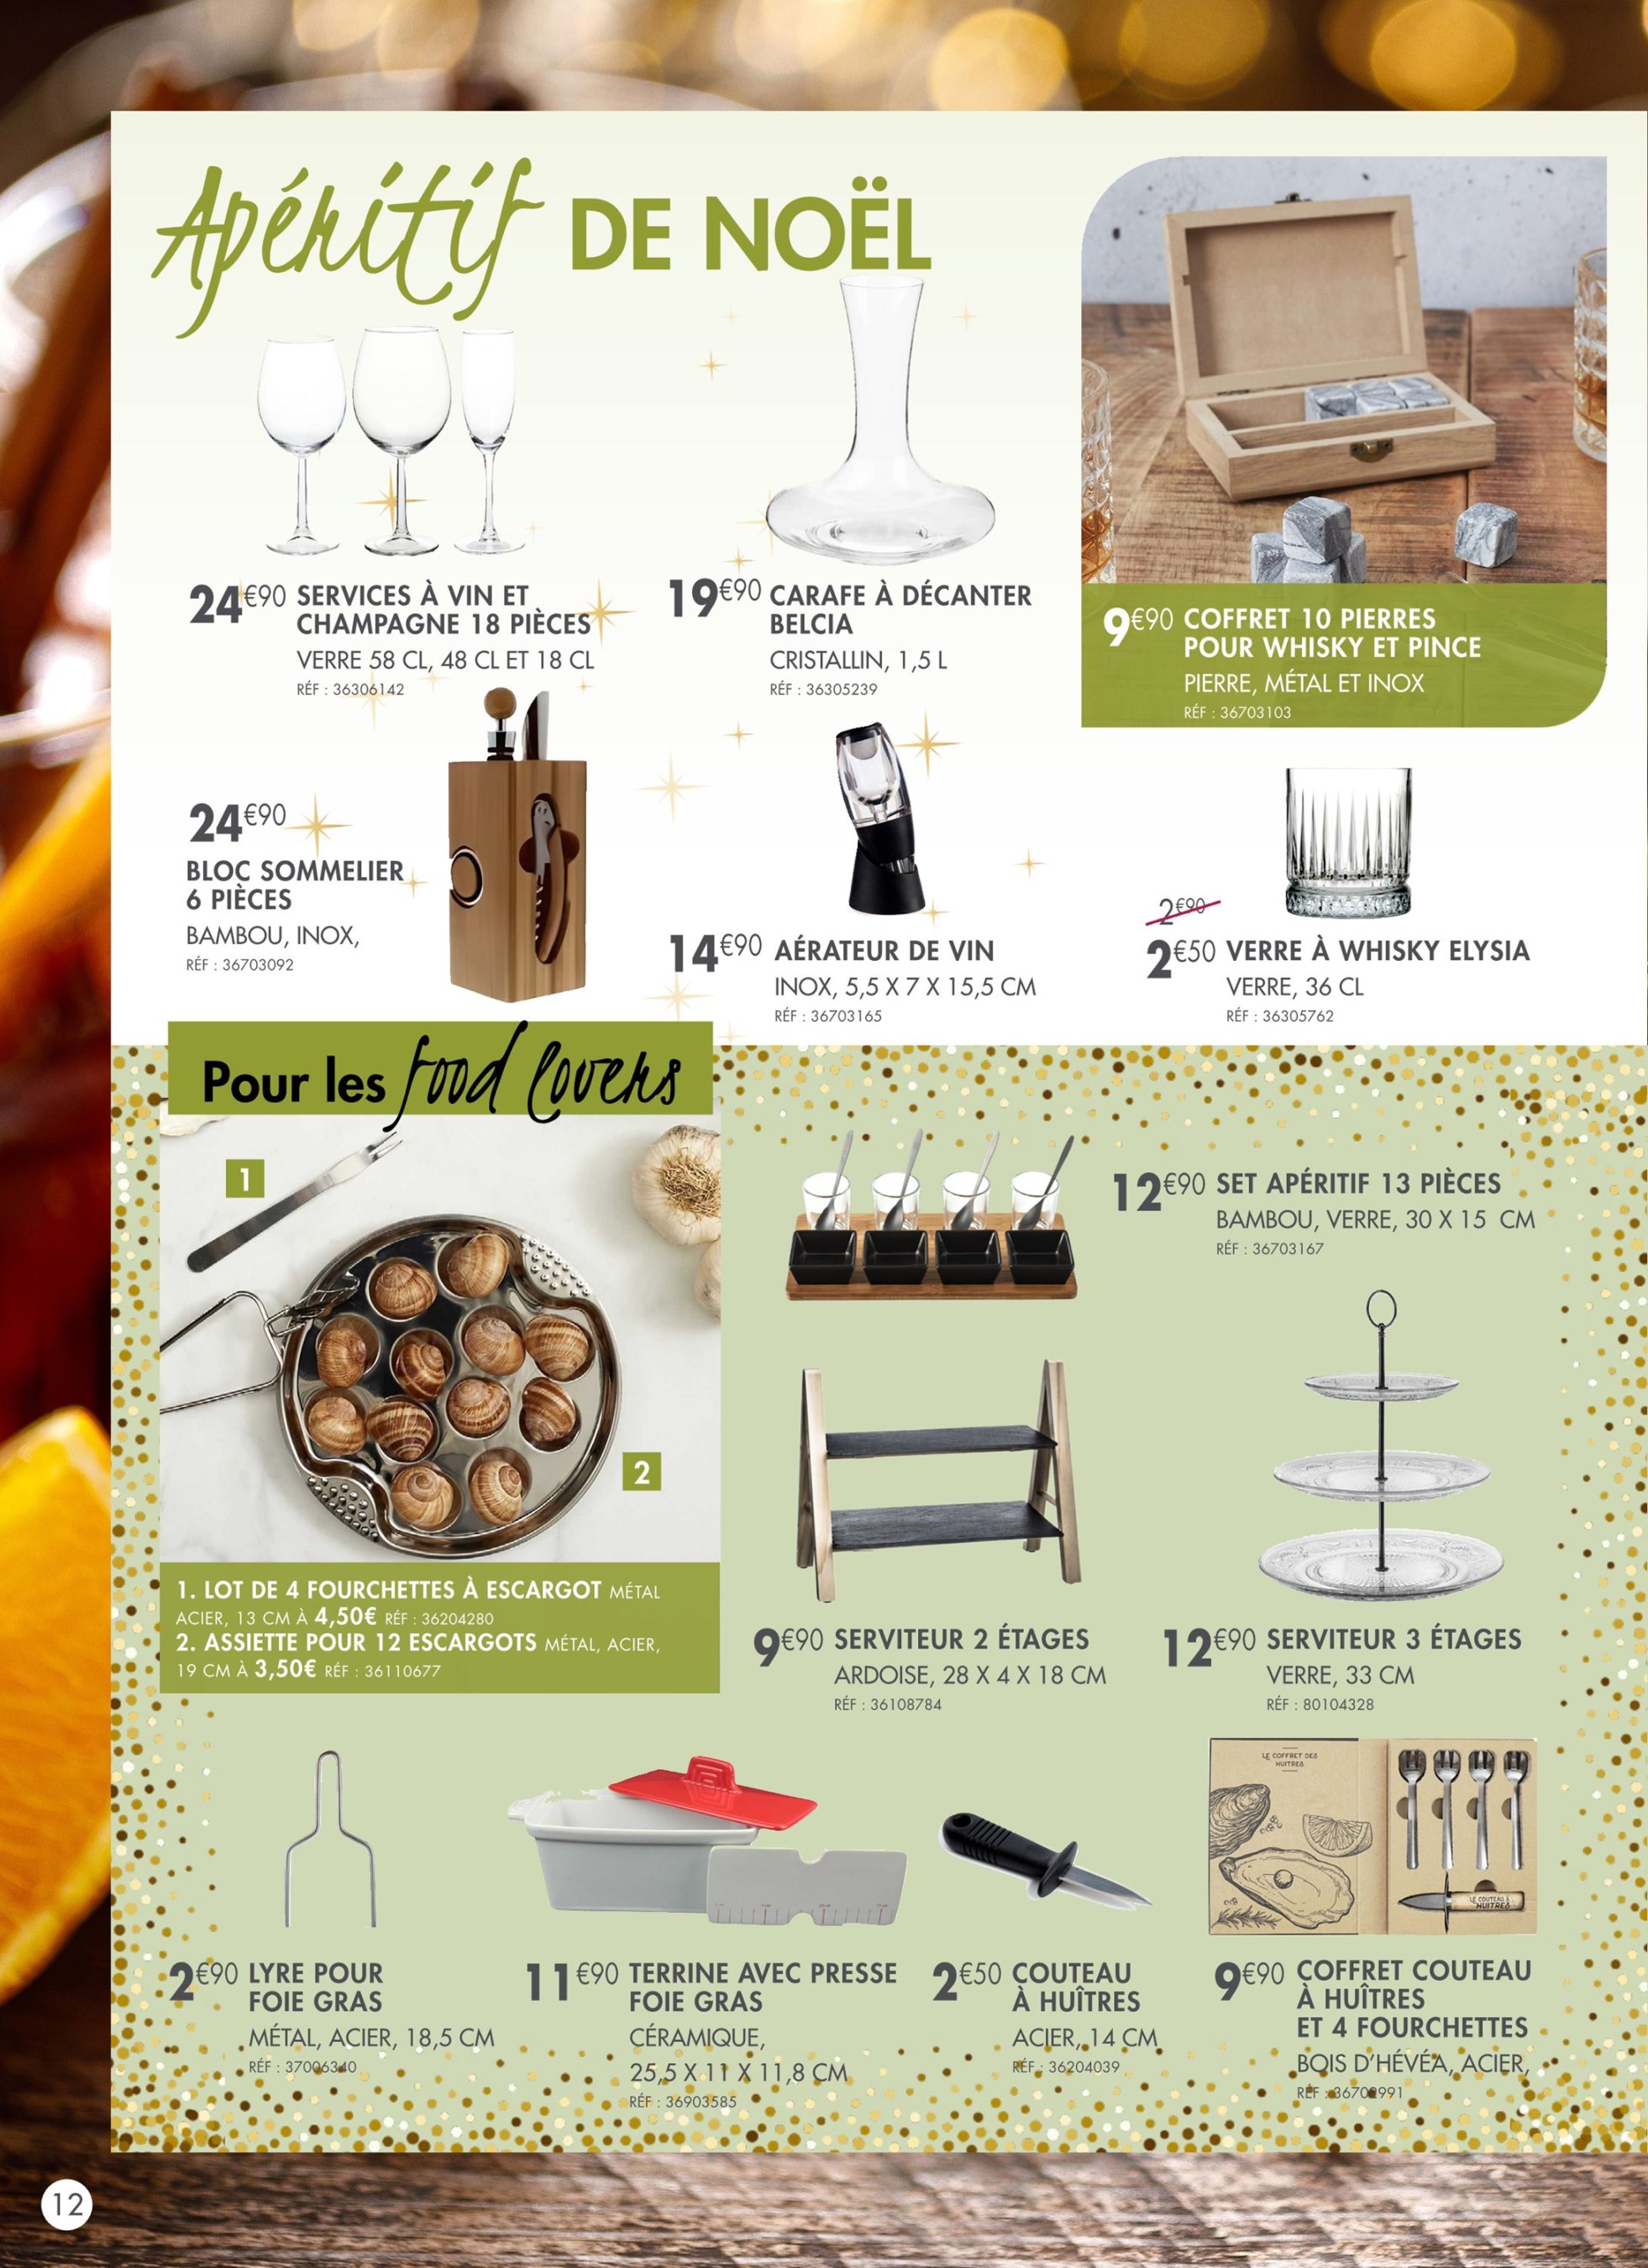 Apéritif DE NOËL
24€90 SERVICES À VIN ET
CHAMPAGNE 18 PIÈCES
VERRE 58 CL, 48 CL ET 18 CL
RÉF : 36306142
19€90 CARAFE À DÉCANTER
BELCIA
CRISTALLIN, 1,5 L
RÉF : 36305239
9€90 COFFRET 10 PIERRES
POUR WHISKY ET PINCE
PIERRE, MÉTAL ET INOX
RÉF : 36703103
24€90
BLOC SOMMELIER
6 PIÈCES
BAMBOU, INOX,
RÉF : 36703092
14€90 AÉRATEUR DE VIN
INOX, 5,5 X 7 X 15,5 CM
RÉF : 36703165
2€90
2€50 VERRE À WHISKY ELYSIA
VERRE, 36 CL
RÉF : 36305762
Pour les food lovers
1
2
1. LOT DE 4 FOURCHETTES À ESCARGOT MÉTAL
ACIER, 13 CM À 4,50€ RÉF : 36204280
2. ASSIETTE POUR 12 ESCARGOTS MÉTAL, ACIER,
19 CM À 3,50€ RÉF : 36110677
12€90 SET APÉRITIF 13 PIÈCES
BAMBOU, VERRE, 30 X 15 CM
RÉF : 36703167
9€90 SERVITEUR 2 ÉTAGES
ARDOISE, 28 X 4 X 18 CM
RÉF : 36108784
12€90 SERVITEUR 3 ÉTAGES
VERRE, 33 CM
RÉF : 80104328
LE COFFRET DES
HUITRES
LE COUTEAU À
HUITRES
2€90 LYRE POUR
FOIE GRAS
MÉTAL, ACIER, 18,5 CM
RÉF : 37006340
11€90 TERRINE AVEC PRESSE
FOIE GRAS
CÉRAMIQUE,
25,5 X 11 X 11,8 CM
RÉF : 36903585
2€50 COUTEAU
À HUÎTRES
ACIER, 14 CM
RÉF : 36204039
9€90 COFFRET COUTEAU
À HUÎTRES
ET 4 FOURCHETTES
BOIS D'HÉVÉA, ACIER,
RÉF :
12